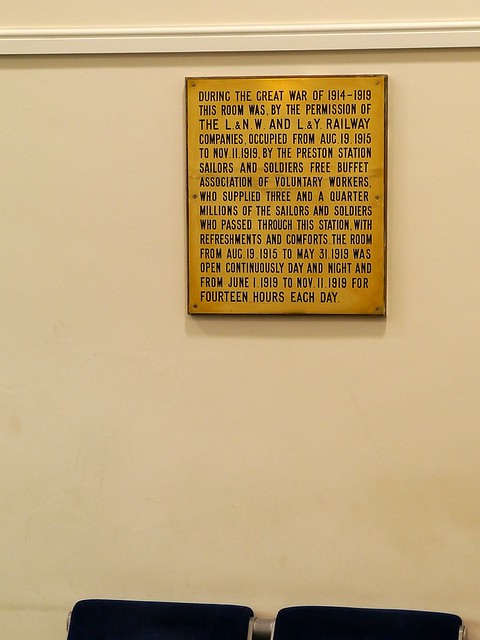 DURING THE GREAT WAR OF 1914-1919
THIS ROOM WAS, BY THE PERMISSION OF
THE L.& N.W. AND L.& Y. RAILWAY
COMPANIES, OCCUPIED FROM AUG. 19. 1915
TO NOV. 11. 1919, BY THE PRESTON STATION
SAILORS AND SOLDIERS FREE BUFFET
ASSOCIATION OF VOLUNTARY WORKERS,
WHO SUPPLIED THREE AND A QUARTER
MILLIONS OF THE SAILORS AND SOLDIERS
WHO PASSED THROUGH THIS STATION, WITH
REFRESHMENTS AND COMFORTS. THE ROOM
FROM AUG. 19. 1915 TO MAY 31. 1919 WAS
OPEN CONTINUOUSLY DAY AND NIGHT AND
FROM JUNE 1. 1919 TO NOV. 11. 1919 FOR
FOURTEEN HOURS EACH DAY.